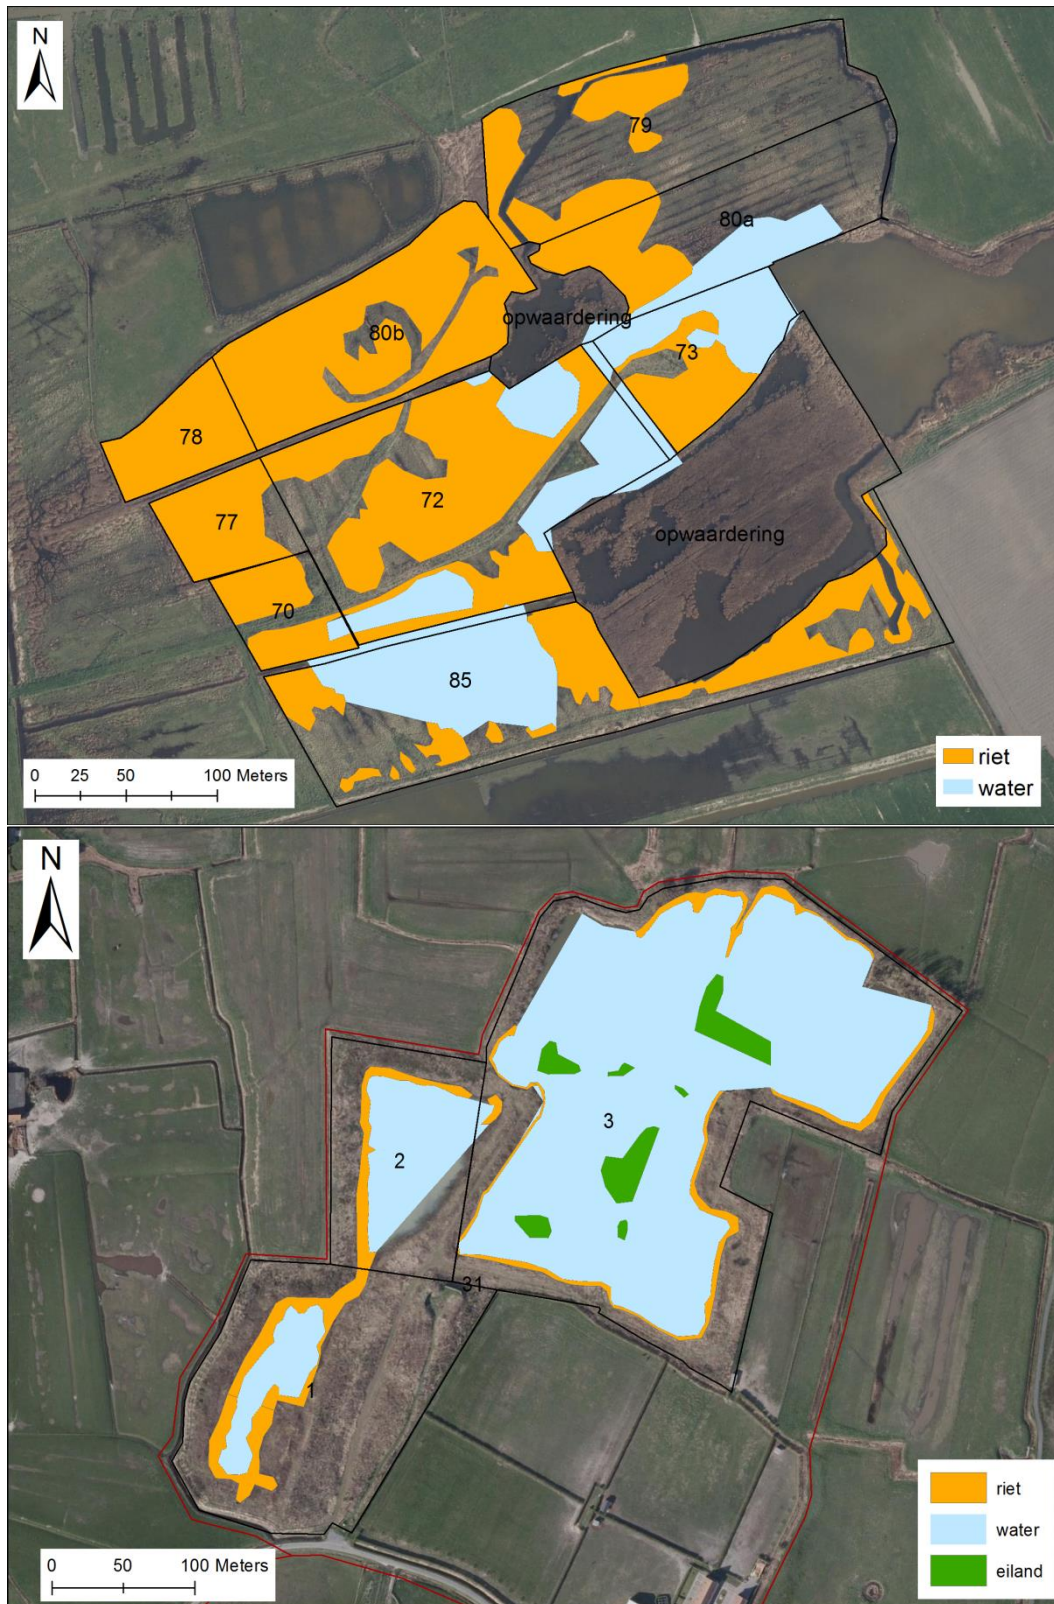 N
79
80a
opwaardering
80b
73
78
72
77
opwaardering
70
85
riet
water
0 25 50 100 Meters
N
3
2
31
1
riet
water
eiland
0 50 100 Meters